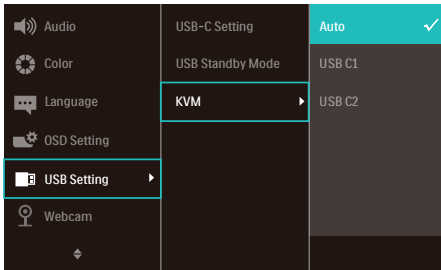 Audio
Color
Language
OSD Setting
USB Setting
Webcam
USB-C Setting
USB Standby Mode
KVM
Auto
USB C1
USB C2